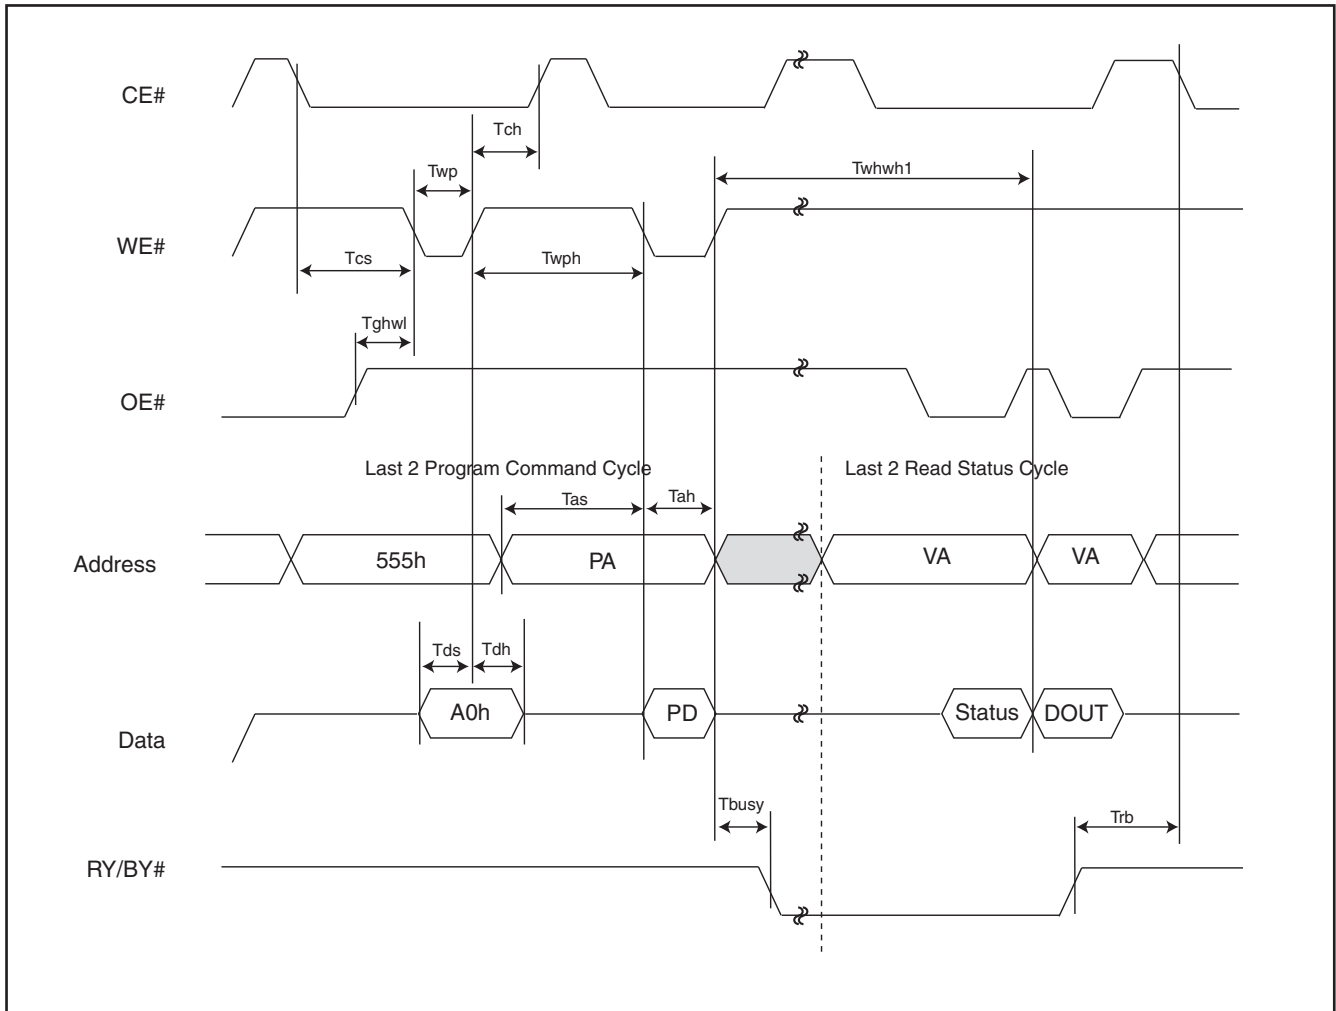 CE#
Tch
Twp
Twhwh1
WE#
Tcs
Twph
Tghwl
OE#
Last 2 Program Command Cycle
Last 2 Read Status Cycle
Tas
Tah
Address
555h
PA
VA
VA
Tds
Tdh
A0h
PD
Status
DOUT
Data
Tbusy
Trb
RY/BY#